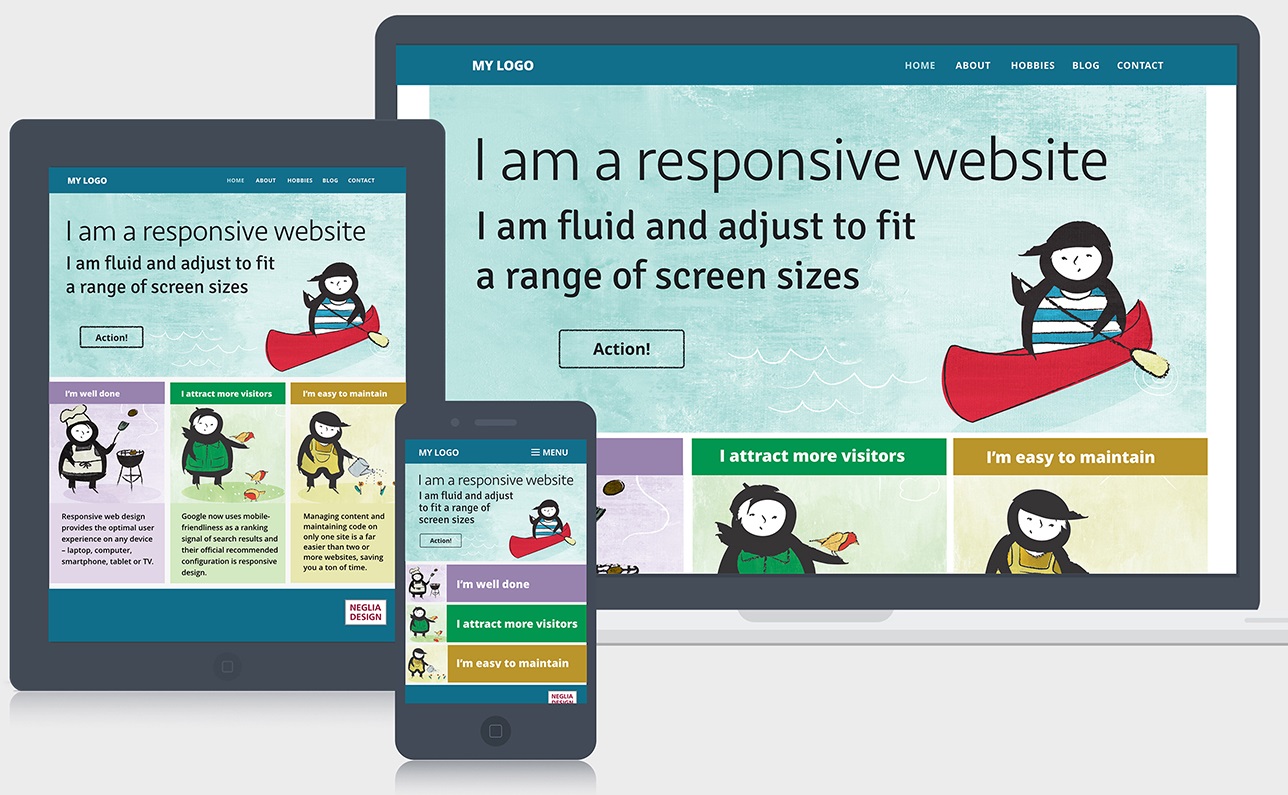 MY LOGO
HOME ABOUT HOBBIES BLOG CONTACT
I am a responsive website
I am fluid and adjust to fit
a range of screen sizes
Action!
I attract more visitors
I'm easy to maintain
MY LOGO
HOME ABOUT HOBBIES BLOG CONTACT
I am a responsive website
I am fluid and adjust to fit
a range of screen sizes
Action!
I'm well done
I attract more visitors
I'm easy to maintain
Responsive web design
provides the optimal user
experience on any device
– laptop, computer,
smartphone, tablet or TV.
Google now uses mobile-
friendliness as a ranking
signal of search results and
their official recommended
configuration is responsive
design.
Managing content and
maintaining code on
only one site is a far
easier than two or
more websites, saving
you a ton of time.
NEGLIA
DESIGN
MY LOGO
MENU
I am a responsive website
I am fluid and adjust
to fit a range of
screen sizes
Action!
I'm well done
I attract more visitors
I'm easy to maintain
NEGLIA
DESIGN